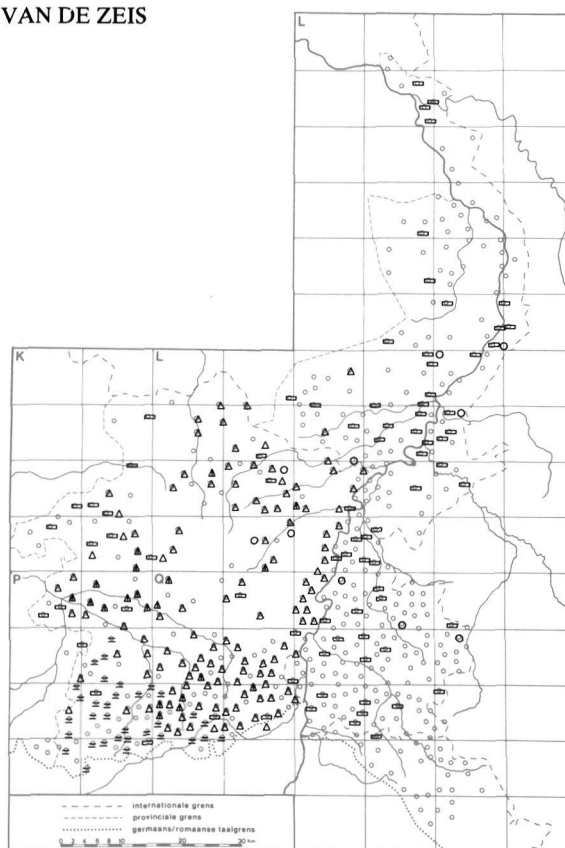 VAN DE ZEIS
L
K
L
P
Q
internationale grens
provinciale grens
germaans/romaanse taalgrens
0 2 4 6 8 10 20 30 Km